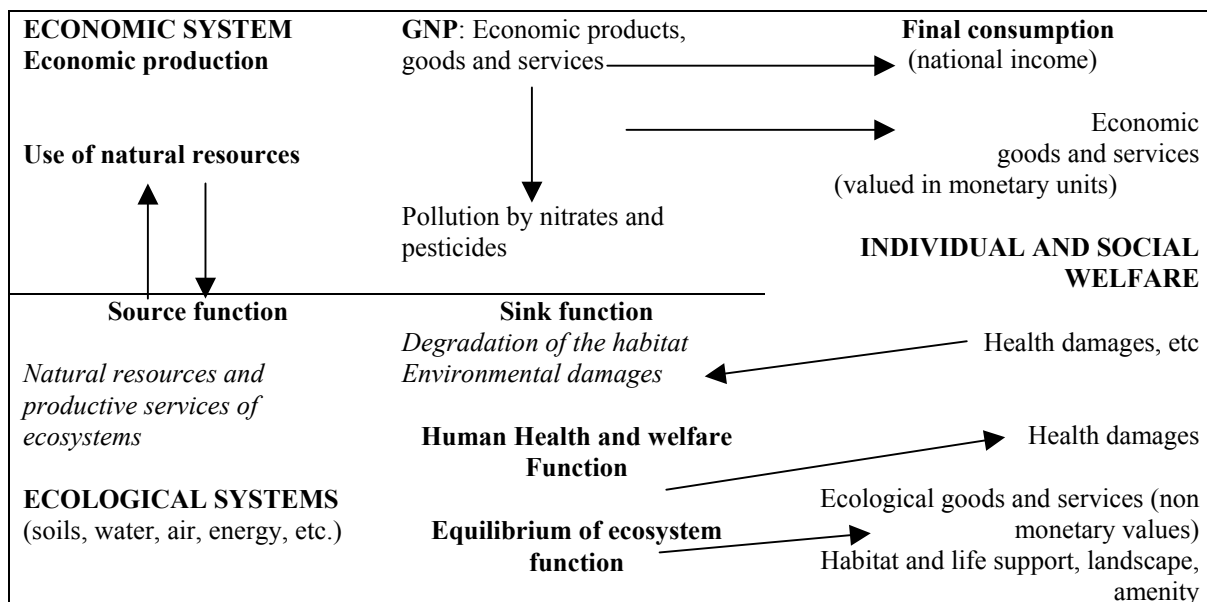 ECONOMIC SYSTEM
Economic production
Use of natural resources
GNP: Economic products,
goods and services
Pollution by nitrates and
pesticides
Final consumption
(national income)
Economic
goods and services
(valued in monetary units)
INDIVIDUAL AND SOCIAL
WELFARE
Source function
Natural resources and
productive services of
ecosystems
ECOLOGICAL SYSTEMS
(soils, water, air, energy, etc.)
Sink function
Degradation of the habitat
Environmental damages
Human Health and welfare
Function
Equilibrium of ecosystem
function
Health damages, etc
Health damages
Ecological goods and services (non
monetary values)
Habitat and life support, landscape,
amenity